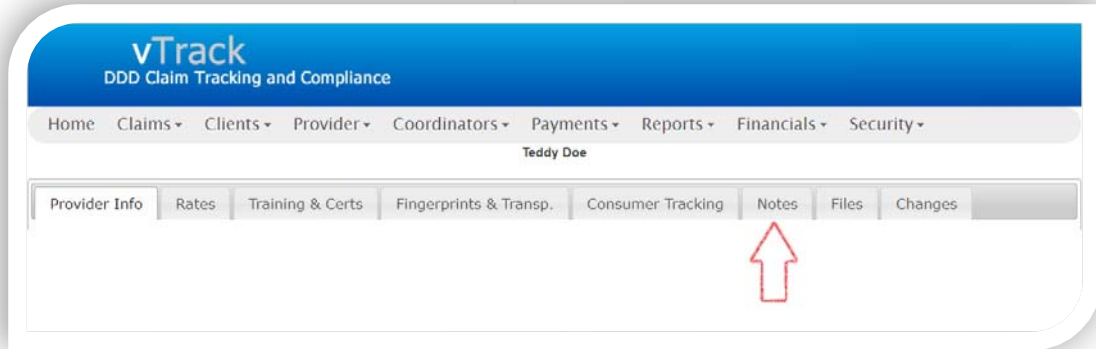 vTrack
DDD Claim Tracking and Compliance
Home Claims Clients Provider Coordinators Payments Reports Financials Security
Teddy Doe
Provider Info Rates Training & Certs Fingerprints & Transp. Consumer Tracking Notes Files Changes